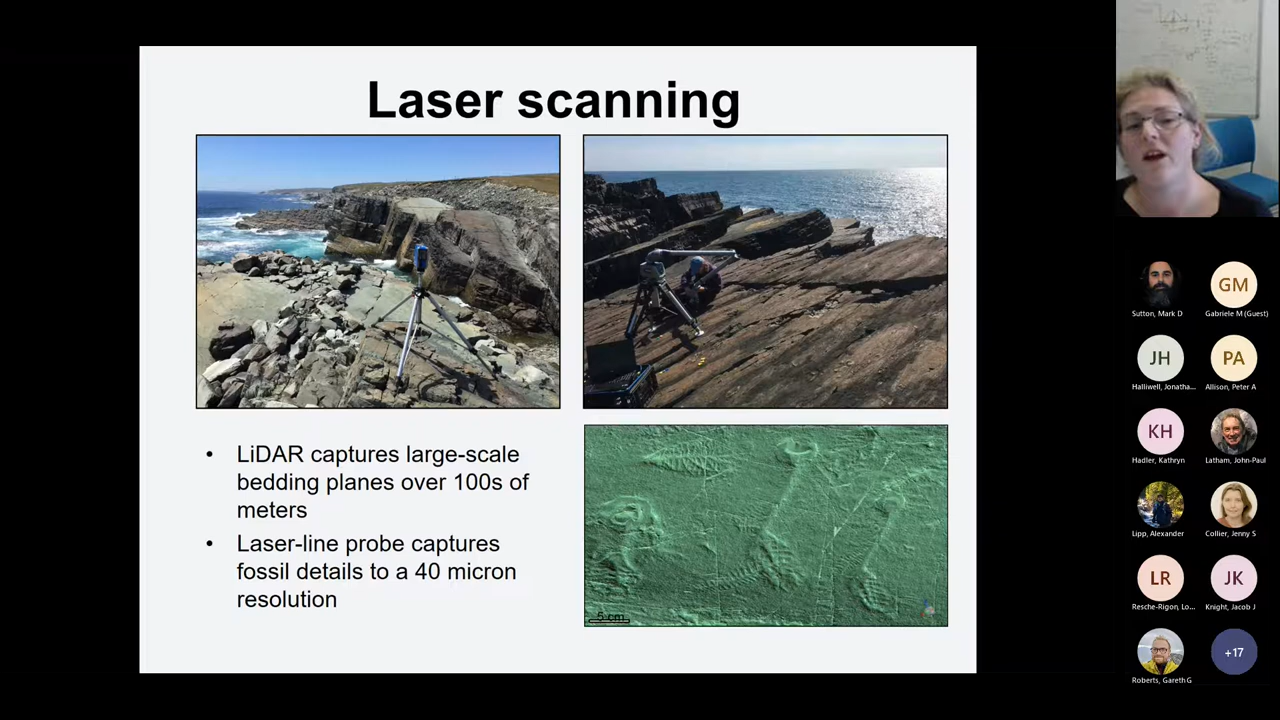 Laser scanning
• LiDAR captures large-scale
bedding planes over 100s of
meters
• Laser-line probe captures
fossil details to a 40 micron
resolution
5 cm
Sutton, Mark D
GM
Gabriele M (Guest)
JH
Halliwell, Jonatha...
PA
Allison, Peter A
KH
Hadler, Kathryn
Latham, John-Paul
Lipp, Alexander
Collier, Jenny S
LR
Resche-Rigon, Lo...
JK
Knight, Jacob J
Roberts, Gareth G
+17